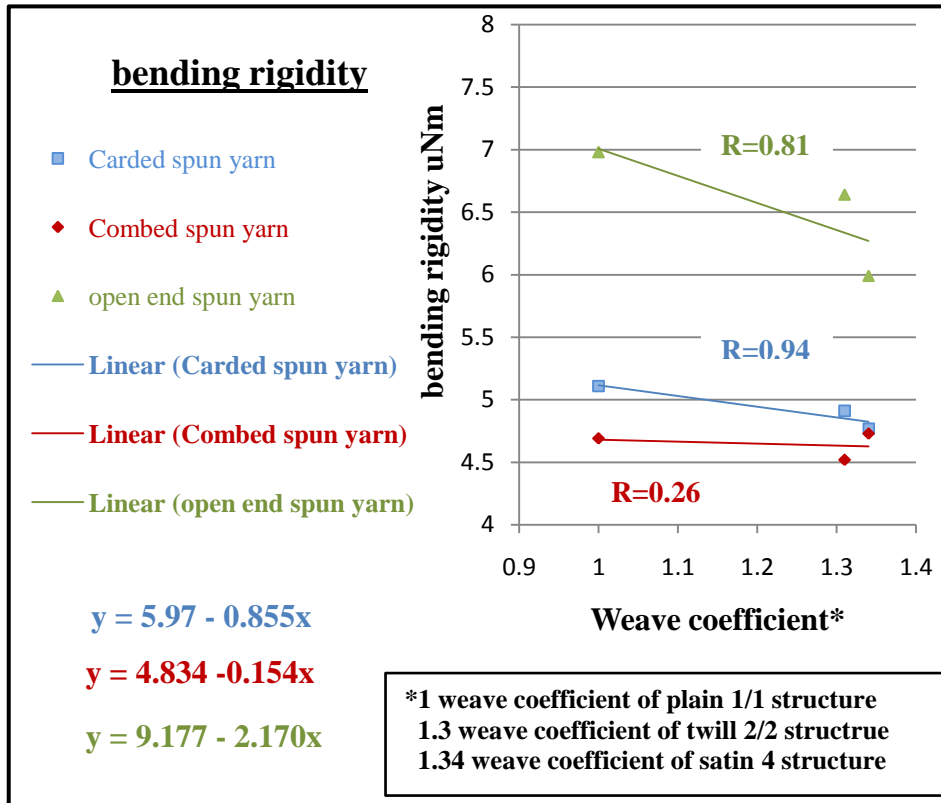 bending rigidity
Carded spun yarn
Combed spun yarn
open end spun yarn
Linear (Carded spun yarn)
Linear (Combed spun yarn)
Linear (open end spun yarn)
y = 5.97 - 0.855x
y = 4.834 -0.154x
y = 9.177 - 2.170x
bending rigidity uNm
8
7.5
7
6.5
6
5.5
5
4.5
4
R=0.81
R=0.94
R=0.26
0.9 1 1.1 1.2 1.3 1.4
Weave coefficient*
*1 weave coefficient of plain 1/1 structure
1.3 weave coefficient of twill 2/2 structrue
1.34 weave coefficient of satin 4 structure